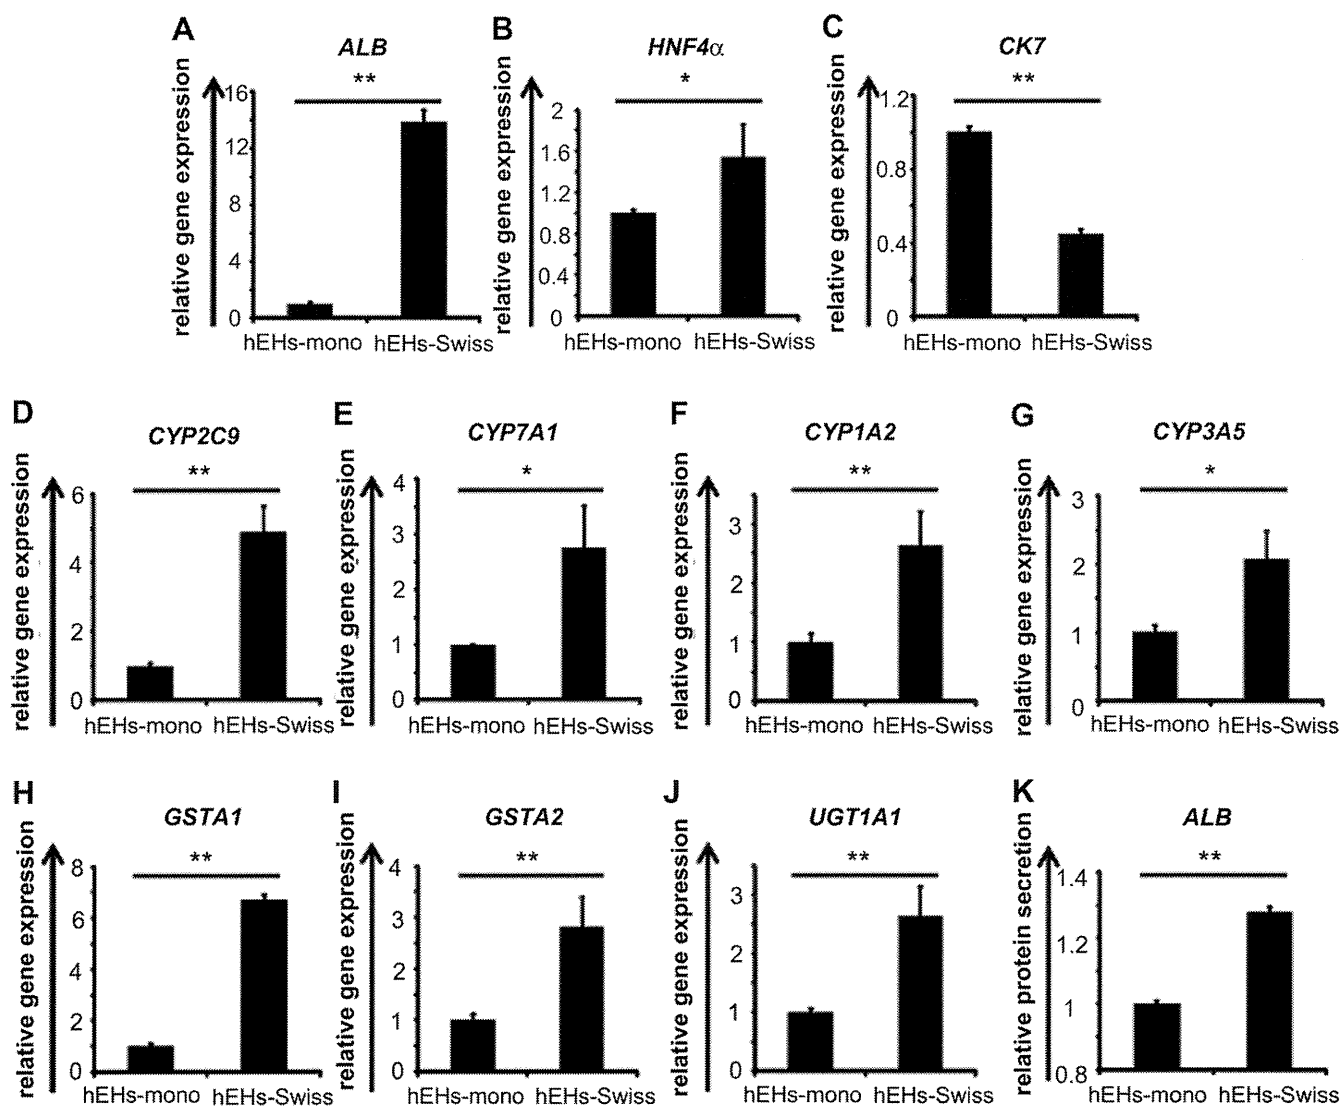 A
ALB
**
relative gene expression
16
12
8
4
0
hEHs-mono hEHs-Swiss
B
HNF4α
*
relative gene expression
2
1.6
1.2
0.8
0.4
0
hEHs-mono hEHs-Swiss
C
CK7
**
relative gene expression
1.2
0.8
0.4
0
hEHs-mono hEHs-Swiss
D
CYP2C9
**
relative gene expression
6
4
2
0
hEHs-mono hEHs-Swiss
E
CYP7A1
*
relative gene expression
4
3
2
1
0
hEHs-mono hEHs-Swiss
F
CYP1A2
**
relative gene expression
3
2
1
0
hEHs-mono hEHs-Swiss
G
CYP3A5
*
relative gene expression
3
2
1
0
hEHs-mono hEHs-Swiss
H
GSTA1
**
relative gene expression
8
6
4
2
0
hEHs-mono hEHs-Swiss
I
GSTA2
**
relative gene expression
4
3
2
1
0
hEHs-mono hEHs-Swiss
J
UGT1A1
**
relative gene expression
3
2
1
0
hEHs-mono hEHs-Swiss
K
ALB
**
relative protein secretion
1.4
1.2
1
0.8
hEHs-mono hEHs-Swiss